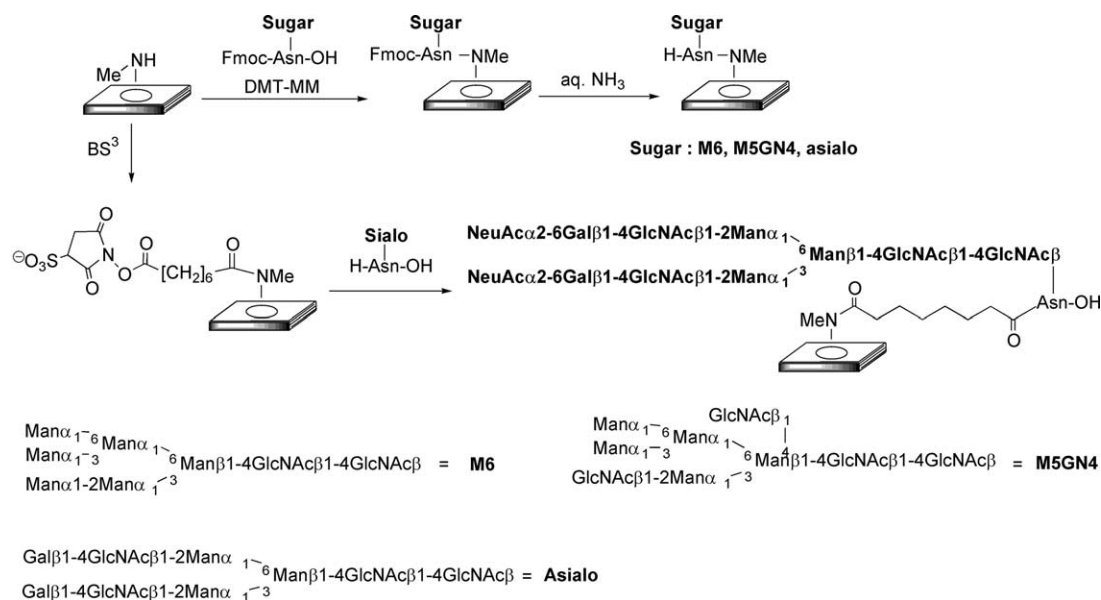 Sugar
Fmoc-Asn-OH
DMT-MM
Me NH
Sugar
Fmoc-Asn –NMe
aq. NH3
Sugar
H-Asn –NMe
BS3
Sugar : M6, M5GN4, asialo
⊖O3S
O
N
O
O
O
[CH2]6
O
NMe
Sialo
H-Asn-OH
NeuAcα2-6Galβ1-4GlcNAcβ1-2Manα 1
6 Manβ1-4GlcNAcβ1-4GlcNAcβ
NeuAcα2-6Galβ1-4GlcNAcβ1-2Manα 1 3
Asn-OH
O
MeN
O
Manα 1–6 Manα 1
Manα 1–3
6 Manβ1-4GlcNAcβ1-4GlcNAcβ = M6
Manα1-2Manα 1 3
GlcNAcβ 1
Manα 1–6 Manα 1
Manα 1–3
6 4 Manβ1-4GlcNAcβ1-4GlcNAcβ = M5GN4
GlcNAcβ1-2Manα 1 3
Galβ1-4GlcNAcβ1-2Manα 1
6 Manβ1-4GlcNAcβ1-4GlcNAcβ = Asialo
Galβ1-4GlcNAcβ1-2Manα 1 3